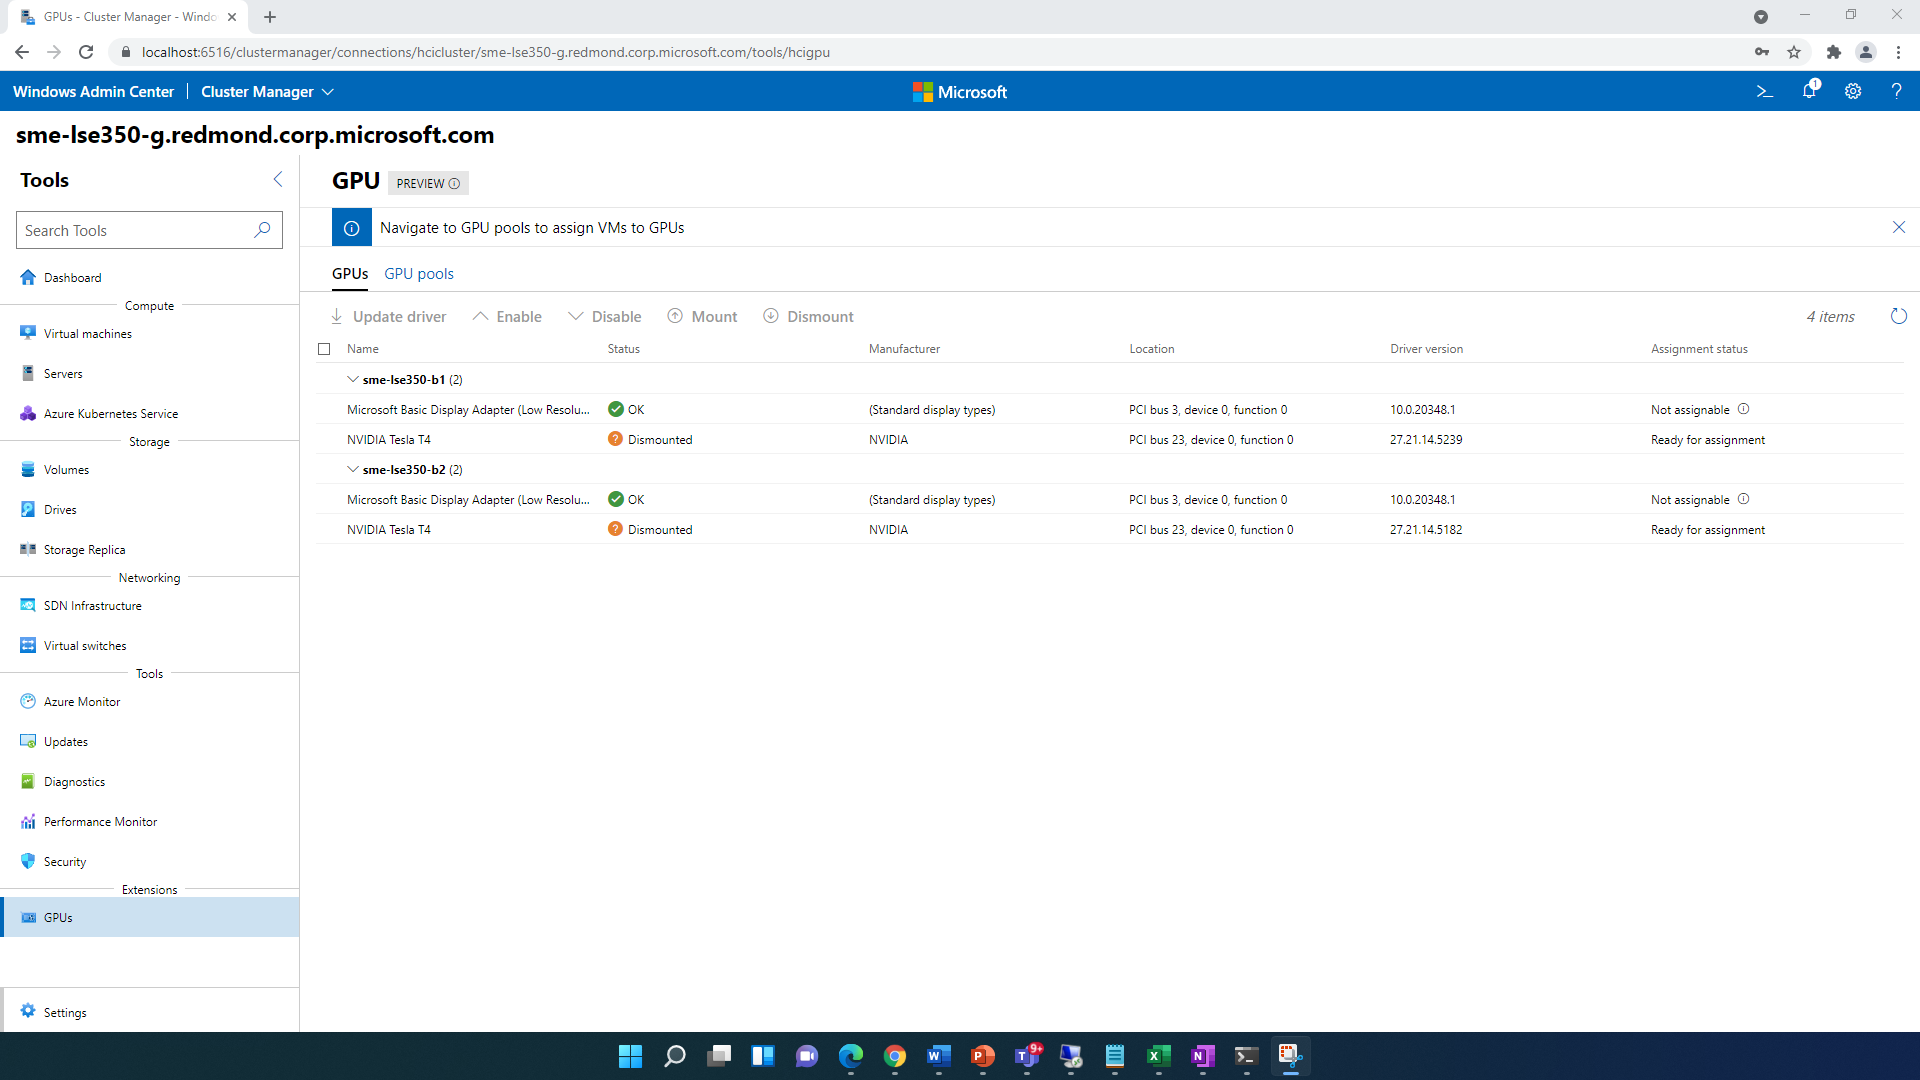 GPUs - Cluster Manager - Windo
localhost:6516/clustermanager/connections/hcicluster/sme-lse350-g.redmond.corp.microsoft.com/tools/hcigpu
Windows Admin Center | Cluster Manager
Microsoft
1
sme-lse350-g.redmond.corp.microsoft.com
Tools
Search Tools
Dashboard
Compute
Virtual machines
Servers
Azure Kubernetes Service
Storage
Volumes
Drives
Storage Replica
Networking
SDN Infrastructure
Virtual switches
Tools
Azure Monitor
Updates
Diagnostics
Performance Monitor
Security
Extensions
GPUs
Settings
GPU PREVIEW
Navigate to GPU pools to assign VMs to GPUs
GPUs GPU pools
Update driver Enable Disable Mount Dismount 4 items
Name Status Manufacturer Location Driver version Assignment status
sme-lse350-b1 (2)
Microsoft Basic Display Adapter (Low Resolu... OK (Standard display types) PCI bus 3, device 0, function 0 10.0.20348.1 Not assignable
NVIDIA Tesla T4 Dismounted NVIDIA PCI bus 23, device 0, function 0 27.21.14.5239 Ready for assignment
sme-lse350-b2 (2)
Microsoft Basic Display Adapter (Low Resolu... OK (Standard display types) PCI bus 3, device 0, function 0 10.0.20348.1 Not assignable
NVIDIA Tesla T4 Dismounted NVIDIA PCI bus 23, device 0, function 0 27.21.14.5182 Ready for assignment
9+